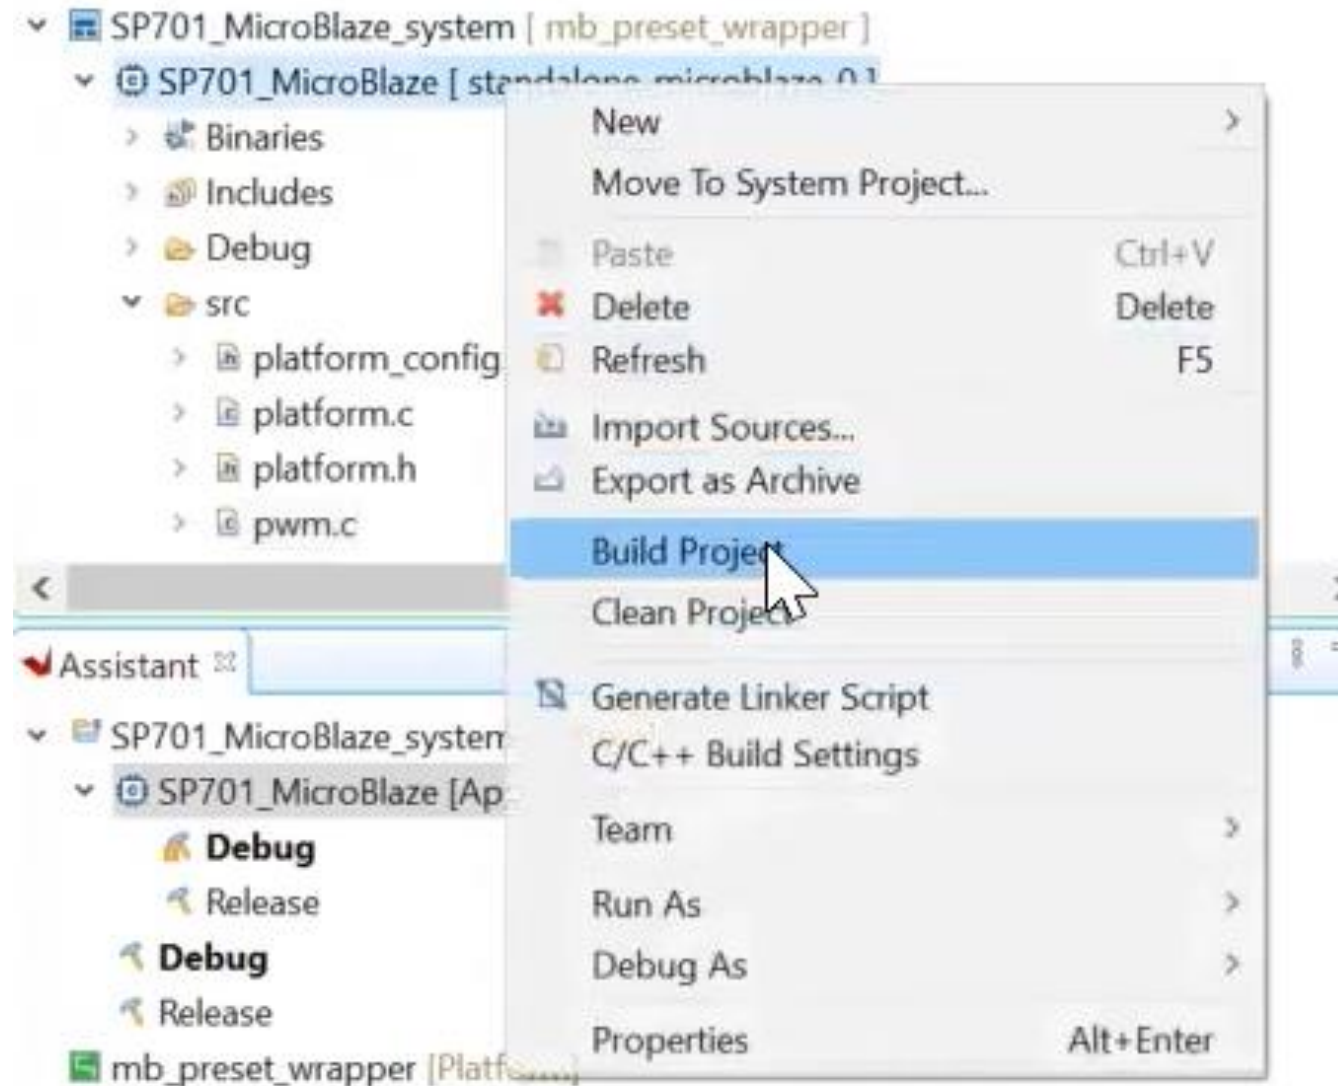 SP701_MicroBlaze_system [ mb_preset_wrapper ]
SP701_MicroBlaze [ standalone_microblaze_0 ]
Binaries
Includes
Debug
src
platform_config
platform.c
platform.h
pwm.c
New
Move To System Project...
Paste Ctrl+V
Delete Delete
Refresh F5
Import Sources...
Export as Archive
Build Project
Clean Project
Generate Linker Script
C/C++ Build Settings
Team
Run As
Debug As
Properties Alt+Enter
Assistant
SP701_MicroBlaze_system
SP701_MicroBlaze [Ap
Debug
Release
Debug
Release
mb_preset_wrapper [Platform]